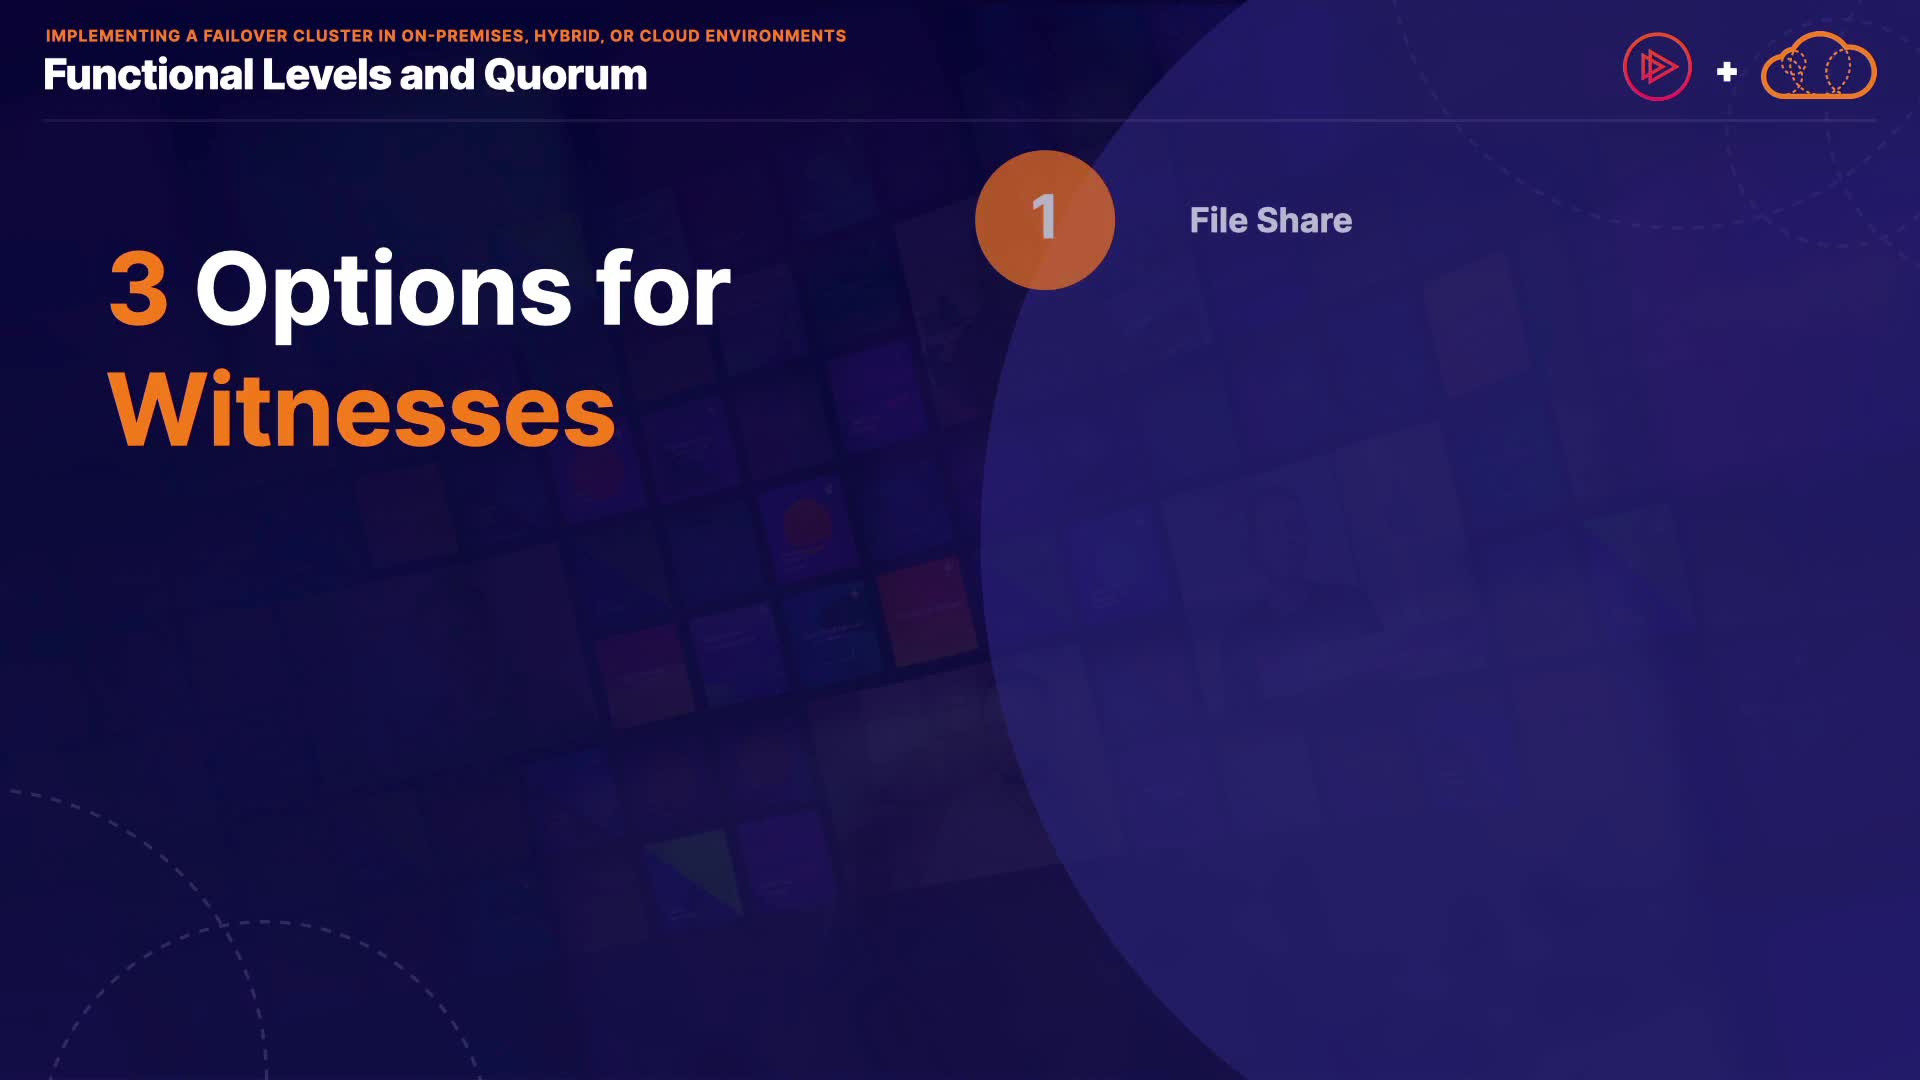 IMPLEMENTING A FAILOVER CLUSTER IN ON-PREMISES, HYBRID, OR CLOUD ENVIRONMENTS
Functional Levels and Quorum
3 Options for
Witnesses
1
File Share